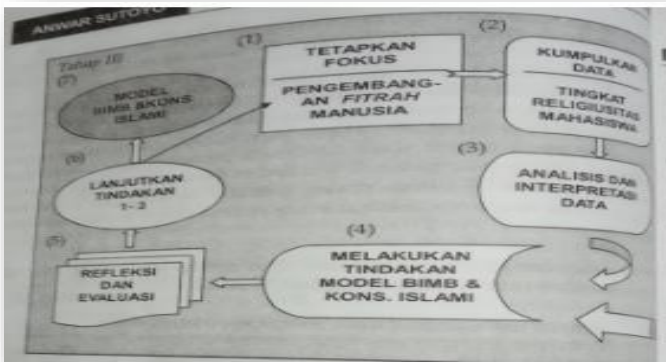 ANWAR SUTOYO
Tahap III
(1)
TETAPKAN
FOKUS
PENGEMBANG-
AN FITRAH
MANUSIA
(2)
KUMPULKAN
DATA
TINGKAT
RELIGIUSITAS
MAHASISWA
(3)
ANALISIS DAN
INTERPRETASI
DATA
(4)
MELAKUKAN
TINDAKAN
MODEL BIMB &
KONS. ISLAMI
(5)
REFLEKSI
DAN
EVALUASI
(6)
LANJUTKAN
TINDAKAN
1- 3
(7)
MODEL
BIMB &KONS
ISLAMI